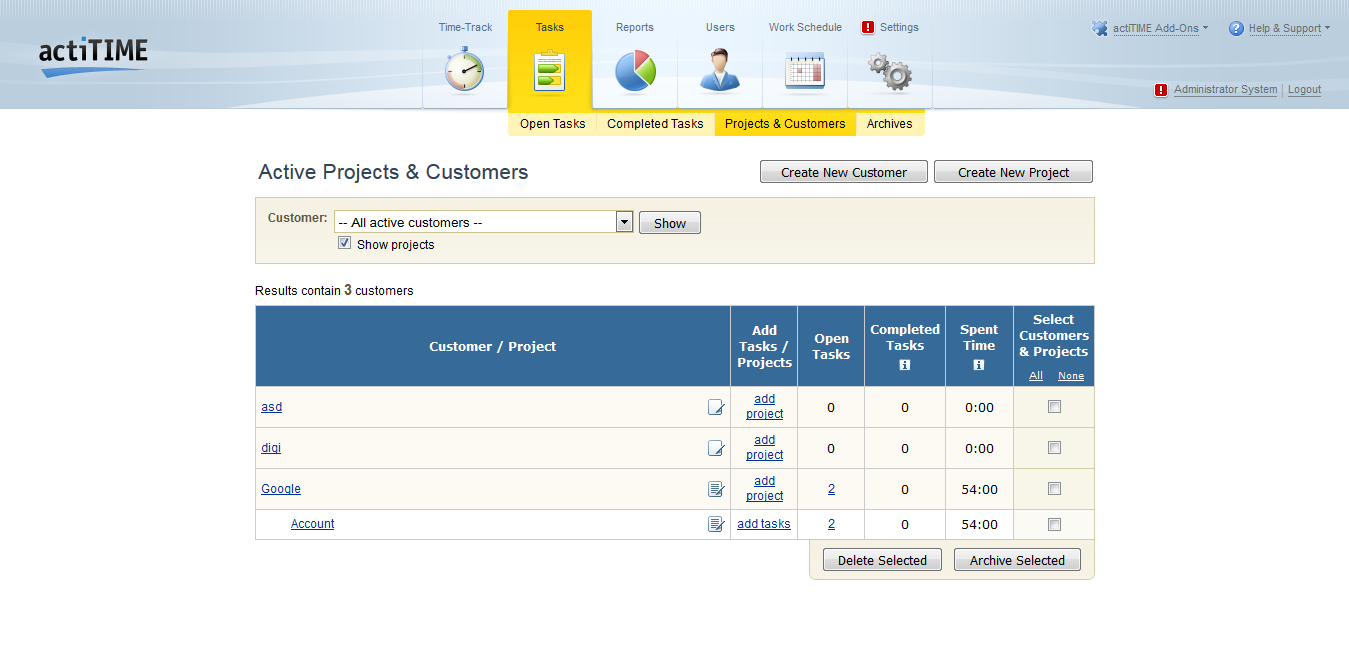 actiTIME
Time-Track
Tasks
Reports
Users
Work Schedule
Settings
actiTIME Add-Ons
Help & Support
Administrator System
Logout
Open Tasks
Completed Tasks
Projects & Customers
Archives
Active Projects & Customers
Create New Customer
Create New Project
Customer:
-- All active customers --
Show
Show projects
Results contain 3 customers
Customer / Project
Add
Tasks /
Projects
Open
Tasks
Completed
Tasks
Spent
Time
Select
Customers
& Projects
All None
asd
add
project
0 0 0:00
digi
add
project
0 0 0:00
Google
add
project
2 0 54:00
Account add tasks 2 0 54:00
Delete Selected
Archive Selected